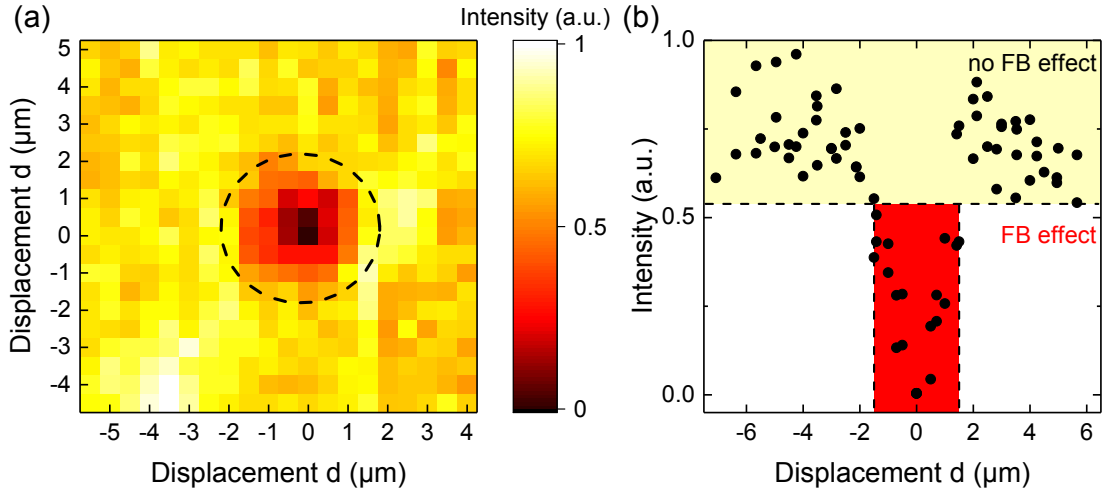 (a)
Intensity (a.u.)
5
4
3
2
1
0
-1
-2
-3
-4
Displacement d (µm)
-5 -4 -3 -2 -1 0 1 2 3 4
Displacement d (µm)
1
0.5
0
(b)
1.0
0.5
0.0
Intensity (a.u.)
no FB effect
FB effect
-6 -4 -2 0 2 4 6
Displacement d (µm)